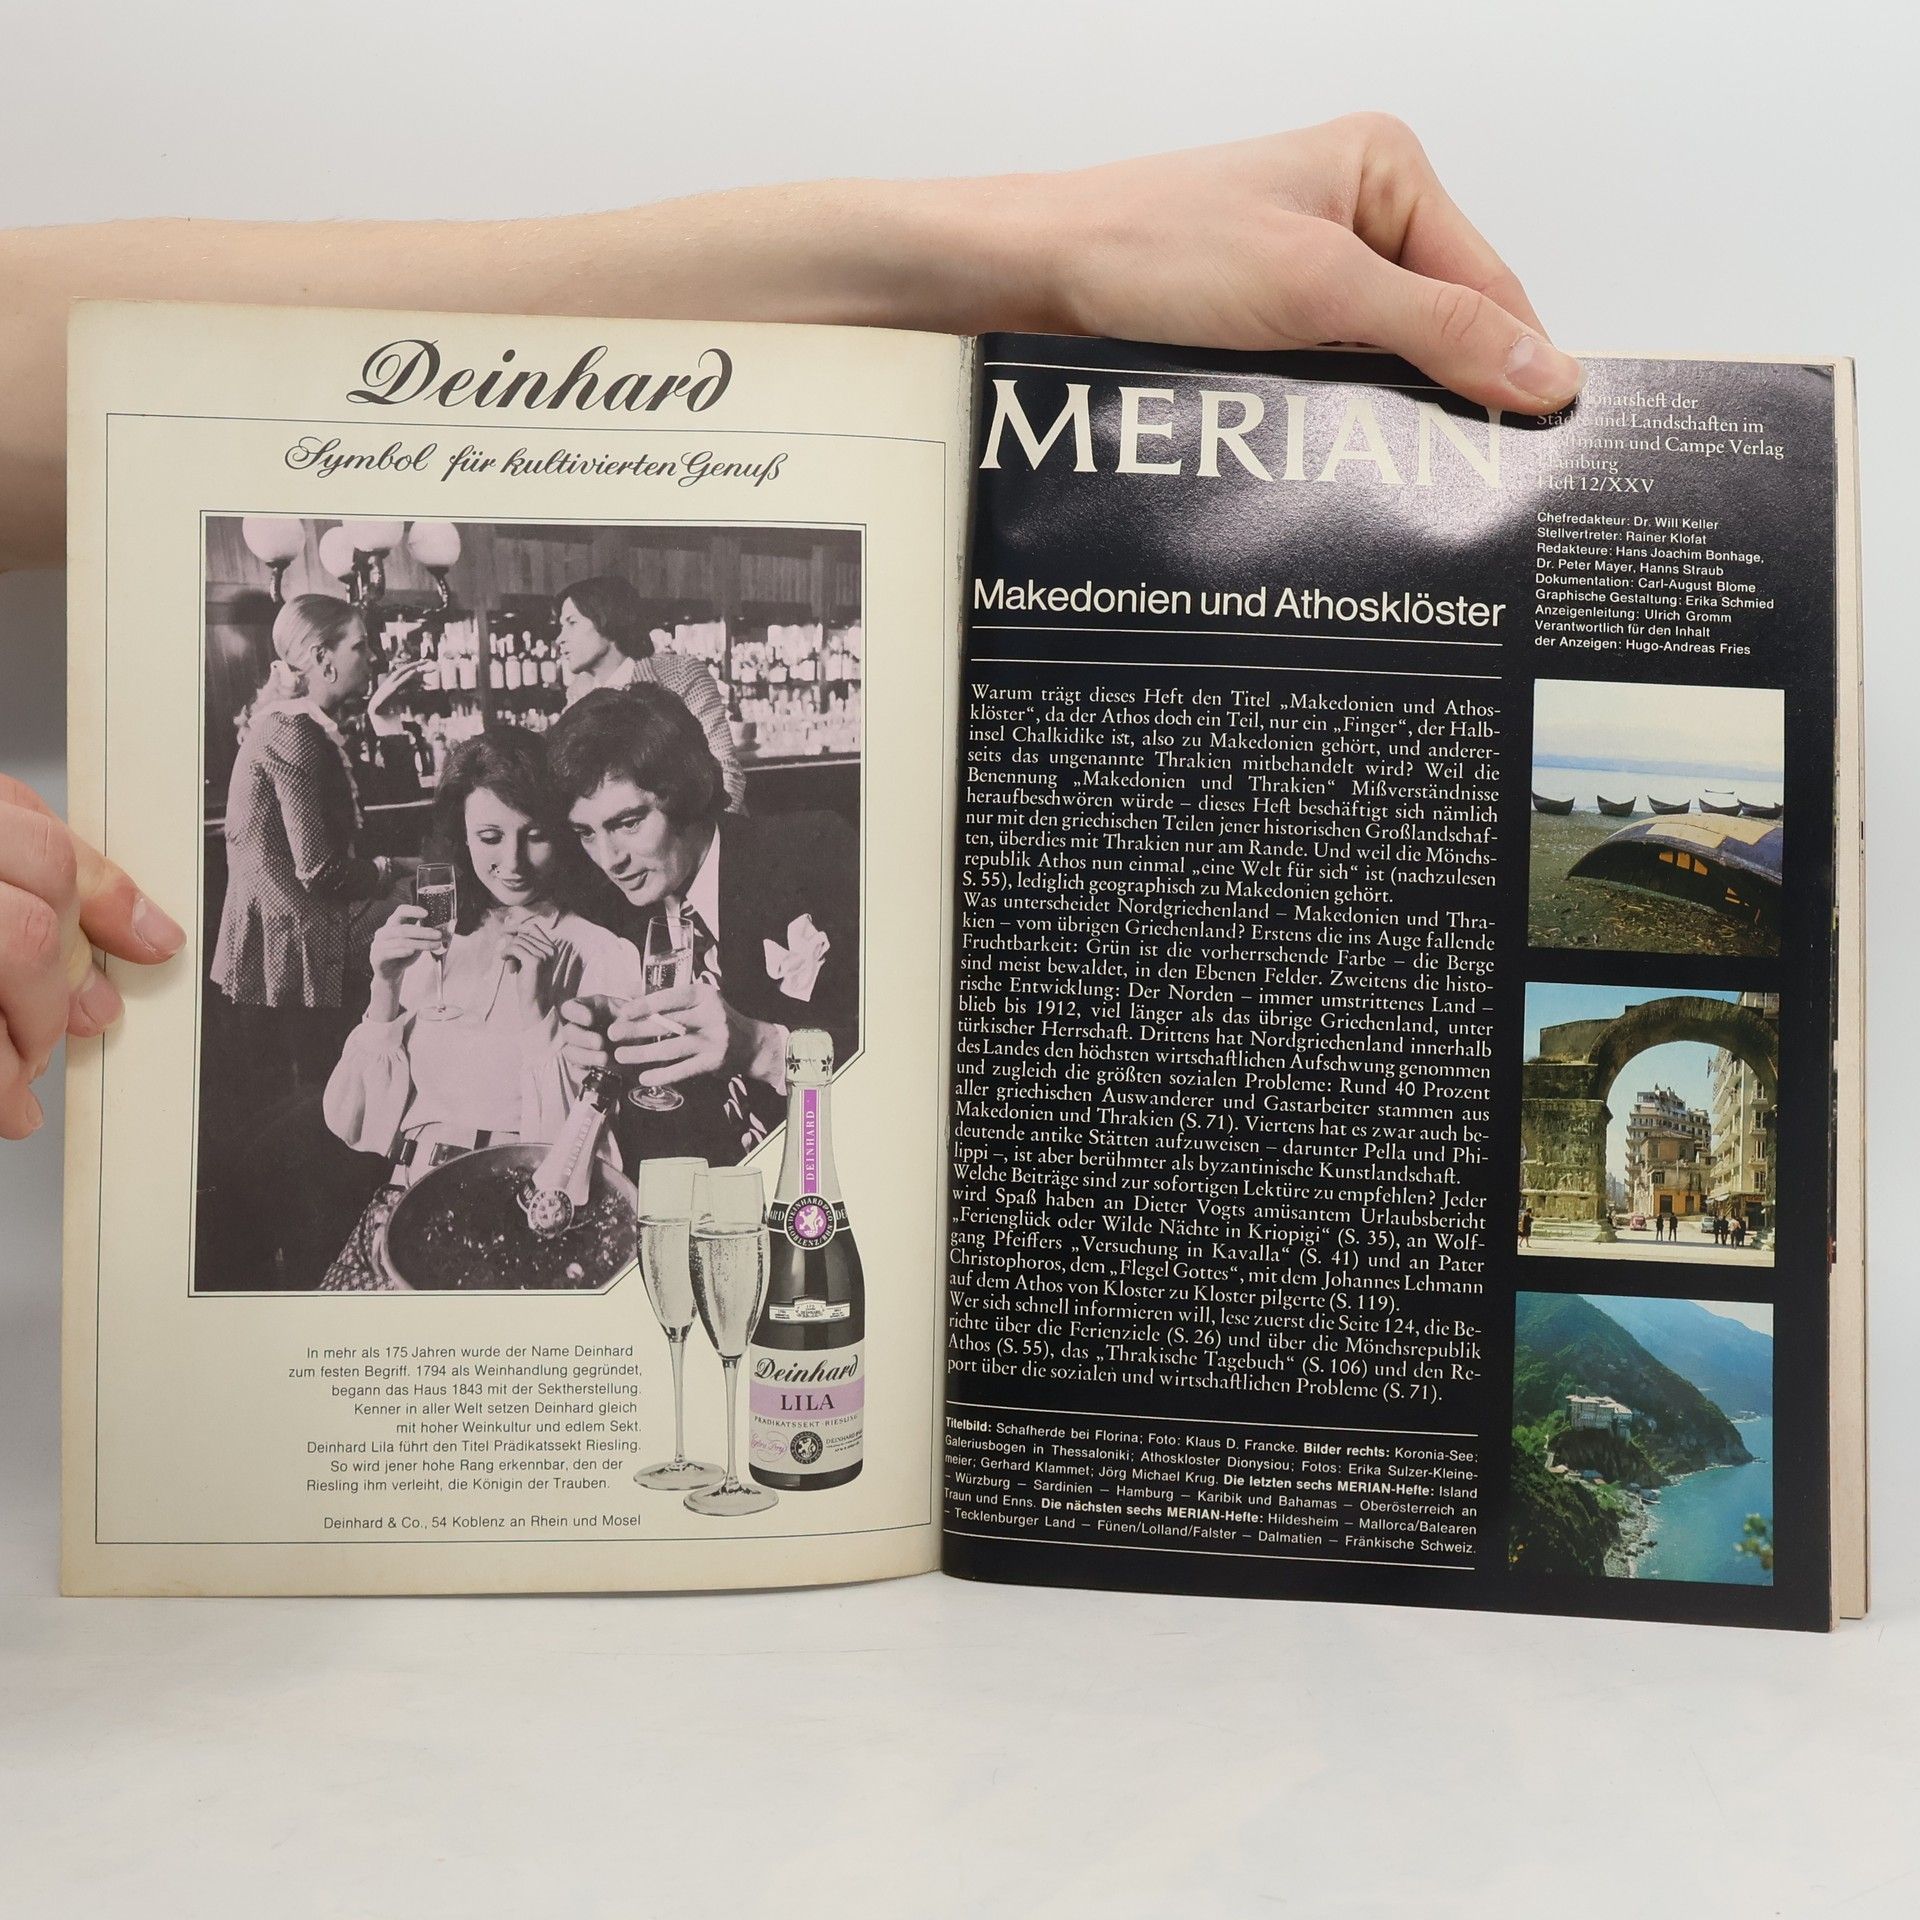 Deinhard
Symbol für kultivierten Genuß
DEINHARD
Deinhard
LILA
PRÄDIKATSSEKT · RIESLING
In mehr als 175 Jahren wurde der Name Deinhard
zum festen Begriff. 1794 als Weinhandlung gegründet,
begann das Haus 1843 mit der Sektherstellung.
Kenner in aller Welt setzen Deinhard gleich
mit hoher Weinkultur und edlem Sekt.
Deinhard Lila führt den Titel Prädikatssekt Riesling.
So wird jener hohe Rang erkennbar, den der
Riesling ihm verleiht, die Königin der Trauben.
Deinhard & Co., 54 Koblenz an Rhein und Mosel
MERIAN
der
und Landschaften im
und Campe Verlag
Heft 12/XXV
Chefredakteur: Dr. Will Keller
Stellvertreter: Rainer Klofat
Redakteure: Hans Joachim Bonhage,
Dr. Peter Mayer, Hanns Straub
Dokumentation: Carl-August Blome
Graphische Gestaltung: Erika Schmied
Anzeigenleitung: Ulrich Gromm
Verantwortlich für den Inhalt
der Anzeigen: Hugo-Andreas Fries
Makedonien und Athosklöster
Warum trägt dieses Heft den Titel „Makedonien und Athos-
klöster“, da der Athos doch ein Teil, nur ein „Finger“, der Halb-
insel Chalkidike ist, also zu Makedonien gehört, und anderer-
seits das ungenannte Thrakien mitbehandelt wird? Weil die
Benennung „Makedonien und Thrakien“ Mißverständnisse
heraufbeschwören würde – dieses Heft beschäftigt sich nämlich
nur mit den griechischen Teilen jener historischen Großlandschaf-
ten, überdies mit Thrakien nur am Rande. Und weil die Mönchs-
republik Athos nun einmal „eine Welt für sich“ ist (nachzulesen
S. 55), lediglich geographisch zu Makedonien gehört.
Was unterscheidet Nordgriechenland – Makedonien und Thra-
kien – vom übrigen Griechenland? Erstens die ins Auge fallende
Fruchtbarkeit: Grün ist die vorherrschende Farbe – die Berge
sind meist bewaldet, in den Ebenen Felder. Zweitens die histo-
rische Entwicklung: Der Norden – immer umstrittenes Land –
blieb bis 1912, viel länger als das übrige Griechenland, unter
türkischer Herrschaft. Drittens hat Nordgriechenland innerhalb
des Landes den höchsten wirtschaftlichen Aufschwung genommen
und zugleich die größten sozialen Probleme: Rund 40 Prozent
aller griechischen Auswanderer und Gastarbeiter stammen aus
Makedonien und Thrakien (S. 71). Viertens hat es zwar auch be-
deutende antike Stätten aufzuweisen – darunter Pella und Phi-
lippi –, ist aber berühmter als byzantinische Kunstlandschaft.
Welche Beiträge sind zur sofortigen Lektüre zu empfehlen? Jeder
wird Spaß haben an Dieter Vogts amüsantem Urlaubsbericht
„Ferienglück oder Wilde Nächte in Kriopigi“ (S. 35), an Wolf-
gang Pfeiffers „Versuchung in Kavalla“ (S. 41) und an Pater
Christophoros, dem „Flegel Gottes“, mit dem Johannes Lehmann
auf dem Athos von Kloster zu Kloster pilgerte (S. 119).
Wer sich schnell informieren will, lese zuerst die Seite 124, die Be-
richte über die Ferienziele (S. 26) und über die Mönchsrepublik
Athos (S. 55), das „Thrakische Tagebuch“ (S. 106) und den Re-
port über die sozialen und wirtschaftlichen Probleme (S. 71).
Titelbild: Schafherde bei Florina; Foto: Klaus D. Francke. Bilder rechts: Koronia-See;
Galeriusbogen in Thessaloniki; Athoskloster Dionysiou; Fotos: Erika Sulzer-Kleine-
meier; Gerhard Klammet; Jörg Michael Krug. Die letzten sechs MERIAN-Hefte: Island
– Würzburg – Sardinien – Hamburg – Karibik und Bahamas – Oberösterreich an
Traun und Enns. Die nächsten sechs MERIAN-Hefte: Hildesheim – Mallorca/Balearen
– Tecklenburger Land – Fünen/Lolland/Falster – Dalmatien – Fränkische Schweiz.